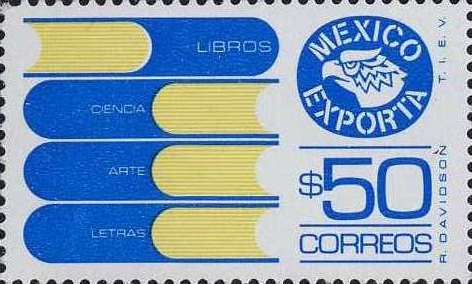 LIBROS
CIENCIA
ARTE
LETRAS
MEXICO
EXPORTA
$50
CORREOS
R. DAVIDSON T.I.E.V.